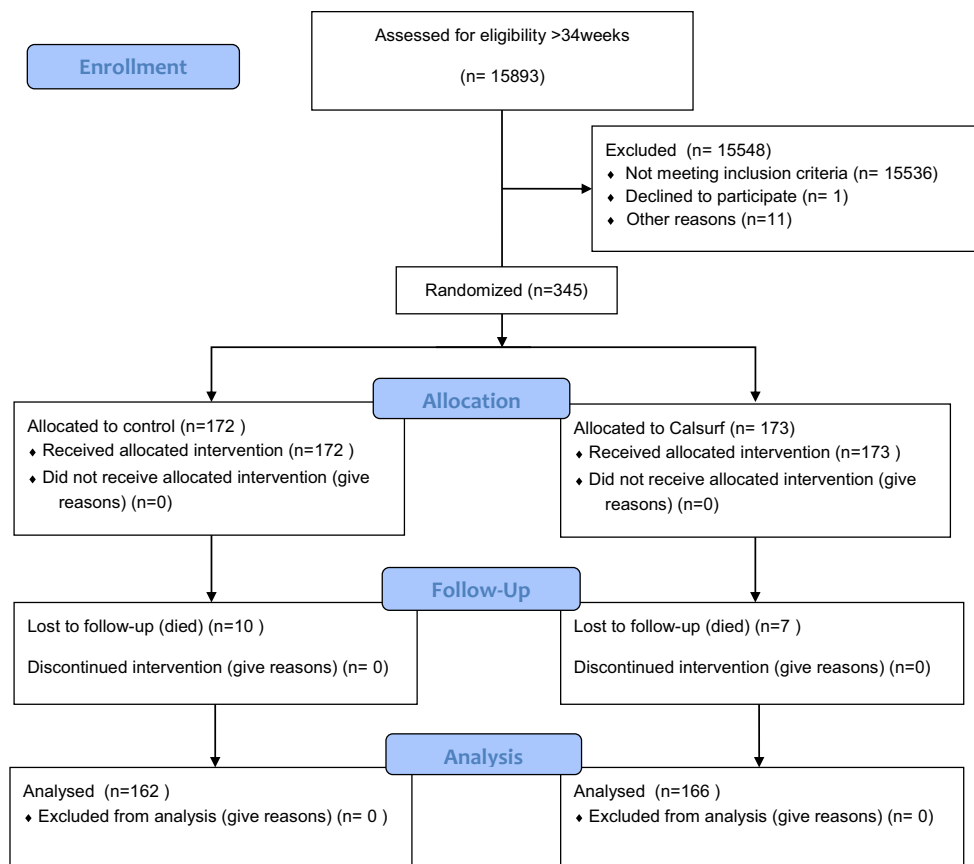 Enrollment
Assessed for eligibility >34weeks
(n= 15893)
Excluded (n= 15548)
♦ Not meeting inclusion criteria (n= 15536)
♦ Declined to participate (n= 1)
♦ Other reasons (n=11)
Randomized (n=345)
Allocation
Allocated to control (n=172 )
♦ Received allocated intervention (n=172 )
♦ Did not receive allocated intervention (give
reasons) (n=0)
Allocated to Calsurf (n= 173)
♦ Received allocated intervention (n=173 )
♦ Did not receive allocated intervention (give
reasons) (n=0)
Follow-Up
Lost to follow-up (died) (n=10 )
Discontinued intervention (give reasons) (n= 0)
Lost to follow-up (died) (n=7 )
Discontinued intervention (give reasons) (n=0)
Analysis
Analysed (n=162 )
♦ Excluded from analysis (give reasons) (n= 0 )
Analysed (n=166 )
♦ Excluded from analysis (give reasons) (n= 0)